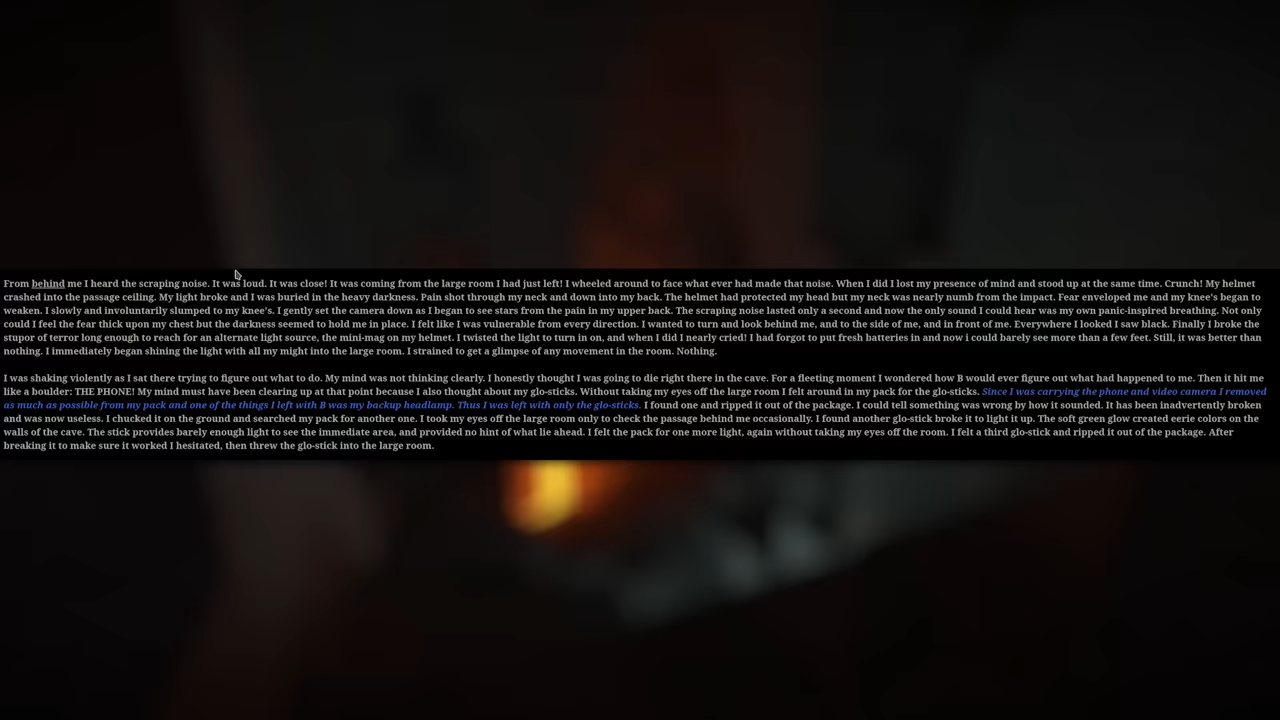 From behind me I heard the scraping noise. It was loud. It was close! It was coming from the large room I had just left! I wheeled around to face what ever had made that noise. When I did I lost my presence of mind and stood up at the same time. Crunch! My helmet
crashed into the passage ceiling. My light broke and I was buried in the heavy darkness. Pain shot through my neck and down into my back. The helmet had protected my head but my neck was nearly numb from the impact. Fear enveloped me and my knee's began to
weaken. I slowly and involuntarily slumped to my knee's. I gently set the camera down as I began to see stars from the pain in my upper back. The scraping noise lasted only a second and now the only sound I could hear was my own panic-inspired breathing. Not only
could I feel the fear thick upon my chest but the darkness seemed to hold me in place. I felt like I was vulnerable from every direction. I wanted to turn and look behind me, and to the side of me, and in front of me. Everywhere I looked I saw black. Finally I broke the
stupor of terror long enough to reach for an alternate light source, the mini-mag on my helmet. I twisted the light to turn in on, and when I did I nearly cried! I had forgot to put fresh batteries in and now i could barely see more than a few feet. Still, it was better than
nothing. I immediately began shining the light with all my might into the large room. I strained to get a glimpse of any movement in the room. Nothing.
I was shaking violently as I sat there trying to figure out what to do. My mind was not thinking clearly. I honestly thought I was going to die right there in the cave. For a fleeting moment I wondered how B would ever figure out what had happened to me. Then it hit me
like a boulder: THE PHONE! My mind must have been clearing up at that point because I also thought about my glo-sticks. Without taking my eyes off the large room I felt around in my pack for the glo-sticks. Since I was carrying the phone and video camera I removed
as much as possible from my pack and one of the things I left with B was my backup headlamp. Thus I was left with only the glo-sticks. I found one and ripped it out of the package. I could tell something was wrong by how it sounded. It has been inadvertently broken
and was now useless. I chucked it on the ground and searched my pack for another one. I took my eyes off the large room only to check the passage behind me occasionally. I found another glo-stick broke it to light it up. The soft green glow created eerie colors on the
walls of the cave. The stick provides barely enough light to see the immediate area, and provided no hint of what lie ahead. I felt the pack for one more light, again without taking my eyes off the room. I felt a third glo-stick and ripped it out of the package. After
breaking it to make sure it worked I hesitated, then threw the glo-stick into the large room.